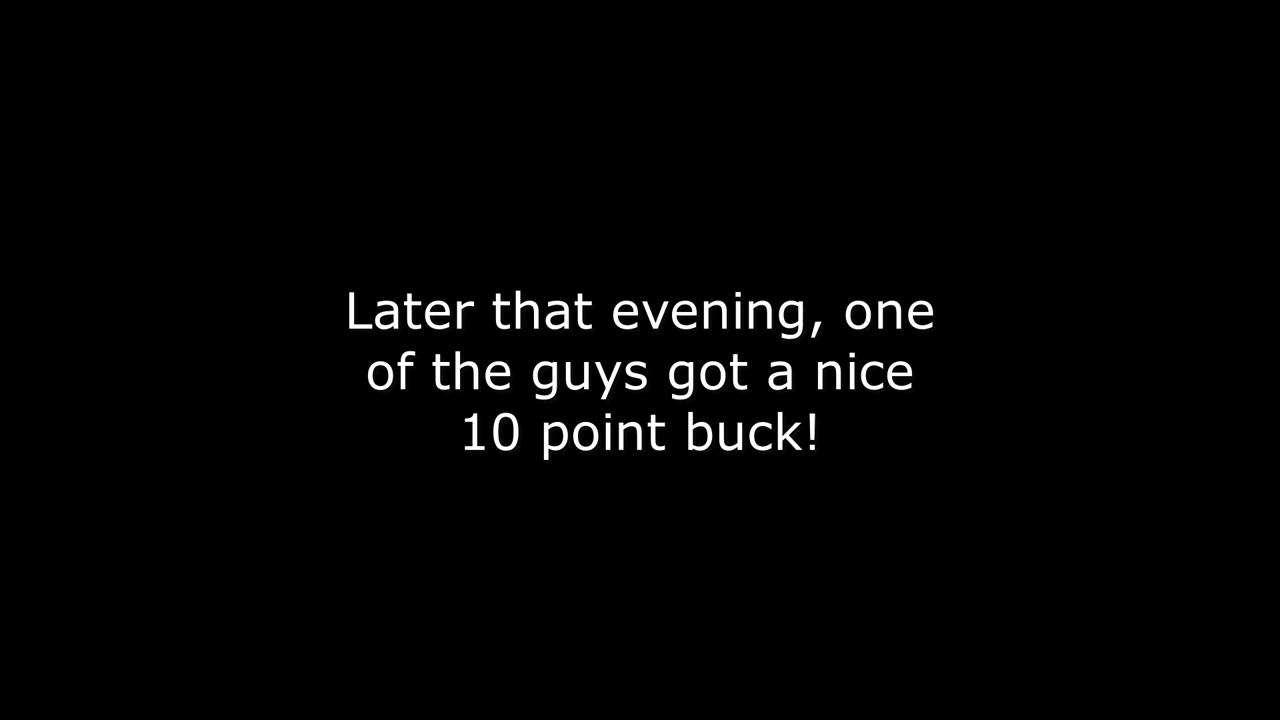 Later that evening, one
of the guys got a nice
10 point buck!